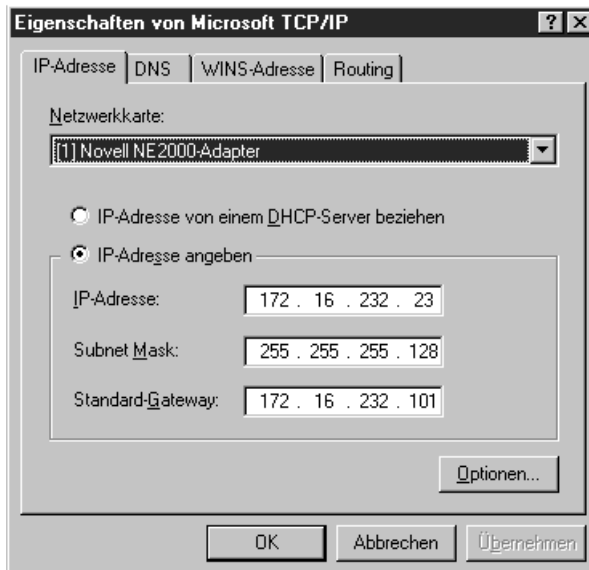 Eigenschaften von Microsoft TCP/IP
IP-Adresse DNS WINS-Adresse Routing
Netzwerkkarte:
[1] Novell NE2000-Adapter
IP-Adresse von einem DHCP-Server beziehen
IP-Adresse angeben
IP-Adresse: 172 . 16 . 232 . 23
Subnet Mask: 255 . 255 . 255 . 128
Standard-Gateway: 172 . 16 . 232 . 101
Optionen...
OK Abbrechen Übernehmen